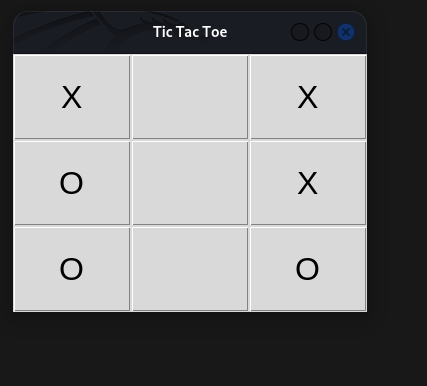 Tic Tac Toe
X X
O X
O O